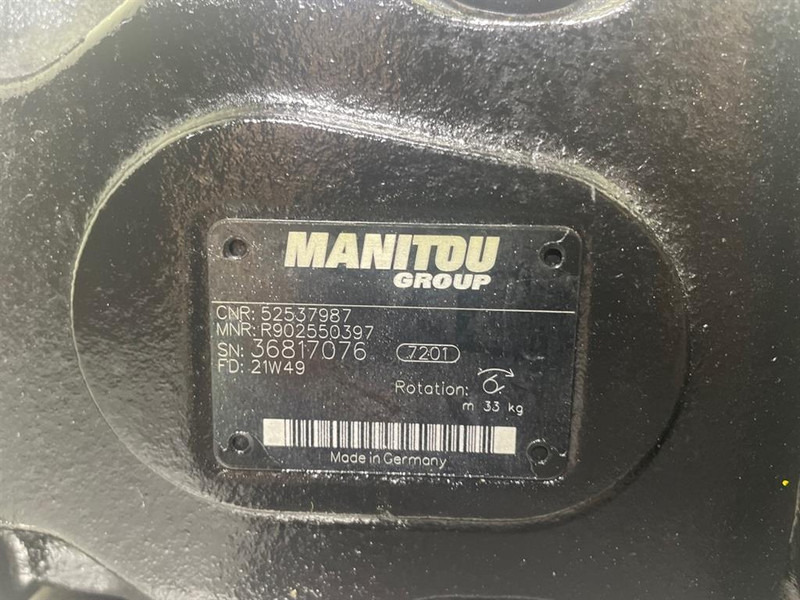 MANITOU
GROUP
CNR: 52537987
MNR: R902550397
SN: 36817076 7201
FD: 21W49
Rotation:
m 33 kg
Made in Germany